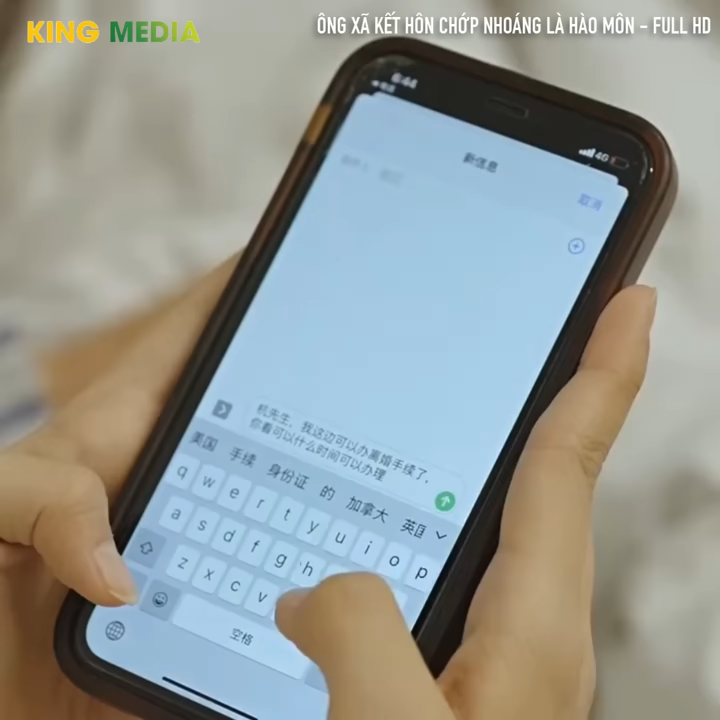 KING MEDIA
ÔNG XÃ KẾT HÔN CHỚP NHOÁNG LÀ HÀO MÔN - FULL HD
6:44
4G
新信息
取消
机先生，我这边可以办离婚手续了，
你看可以什么时间可以办理
美国 手续 身份证 的 加拿大 英国
q w e r t y u i o p
a s d f g h
z x c v
空格